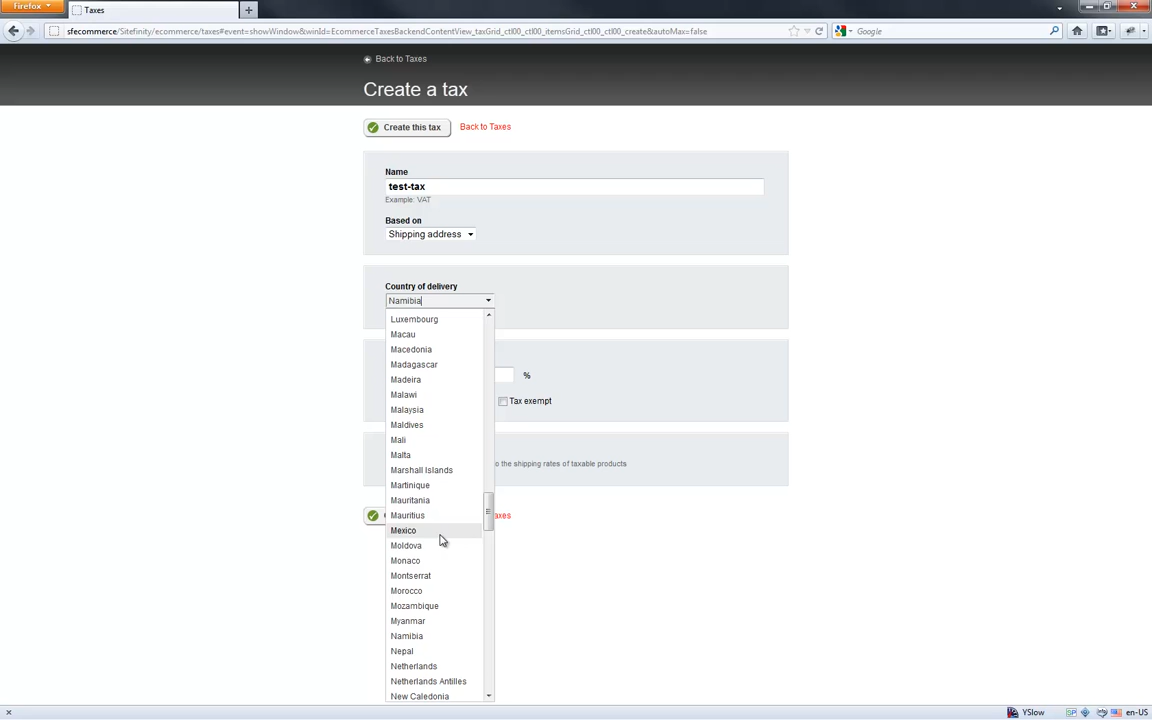 Firefox
Taxes
sfecommerce/Sitefinity/ecommerce/taxes#event=showWindow&winId=EcommerceTaxesBackendContentView_taxGrid_ctl00_ctl00_itemsGrid_ctl00_ctl00_create&autoMax=false
Google
Back to Taxes
Create a tax
Create this tax
Back to Taxes
Name
test-tax
Example: VAT
Based on
Shipping address
Country of delivery
Namibia
Luxembourg
Macau
Macedonia
Madagascar
Madeira
%
Malawi
Tax exempt
Malaysia
Maldives
Mali
Malta
o the shipping rates of taxable products
Marshall Islands
Martinique
Mauritania
Mauritius
axes
Mexico
Moldova
Monaco
Montserrat
Morocco
Mozambique
Myanmar
Namibia
Nepal
Netherlands
Netherlands Antilles
New Caledonia
YSlow
en-US